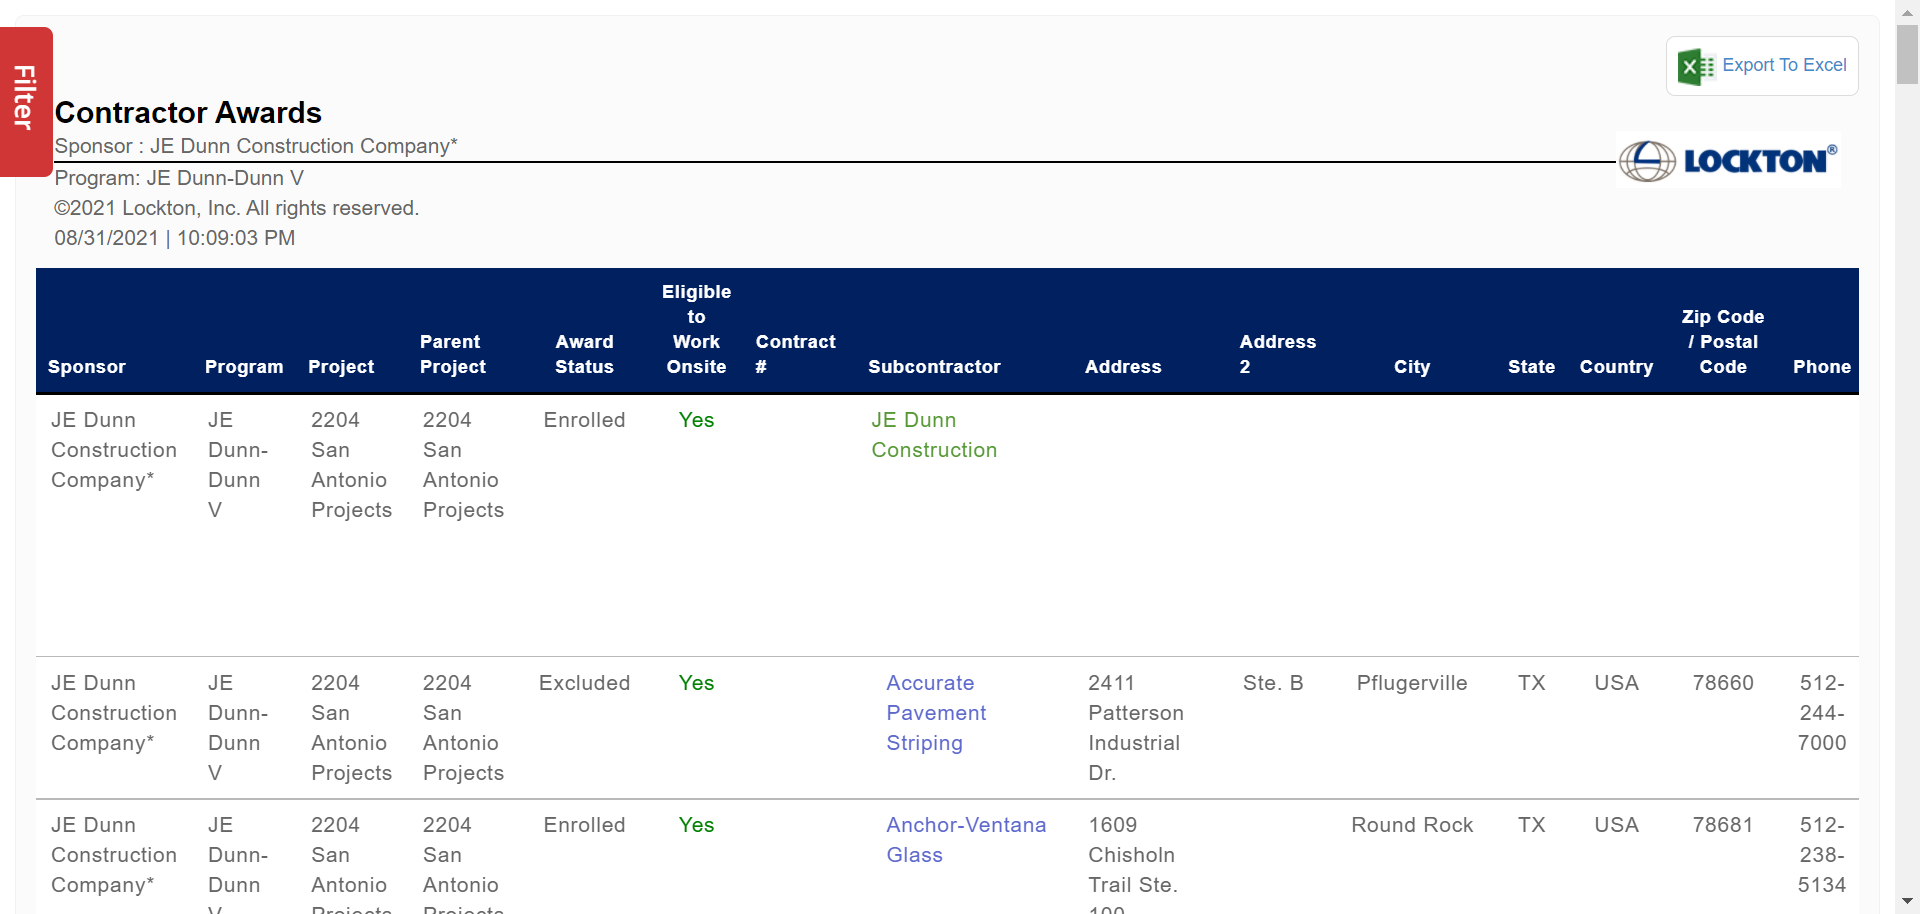 Filter
Export To Excel
Contractor Awards
Sponsor : JE Dunn Construction Company*
LOCKTON®
Program: JE Dunn-Dunn V
©2021 Lockton, Inc. All rights reserved.
08/31/2021 | 10:09:03 PM
Sponsor
Program
Project
Parent
Project
Award
Status
Eligible
to
Work
Onsite
Contract
#
Subcontractor
Address
Address
2
City
State
Country
Zip Code
/ Postal
Code
Phone
JE Dunn
Construction
Company*
JE
Dunn-
Dunn
V
2204
San
Antonio
Projects
2204
San
Antonio
Projects
Enrolled
Yes
JE Dunn
Construction
JE Dunn
Construction
Company*
JE
Dunn-
Dunn
V
2204
San
Antonio
Projects
2204
San
Antonio
Projects
Excluded
Yes
Accurate
Pavement
Striping
2411
Patterson
Industrial
Dr.
Ste. B
Pflugerville
TX
USA
78660
512-
244-
7000
JE Dunn
Construction
Company*
JE
Dunn-
Dunn
V
2204
San
Antonio
Projects
2204
San
Antonio
Projects
Enrolled
Yes
Anchor-Ventana
Glass
1609
Chisholn
Trail Ste.
100
Round Rock
TX
USA
78681
512-
238-
5134